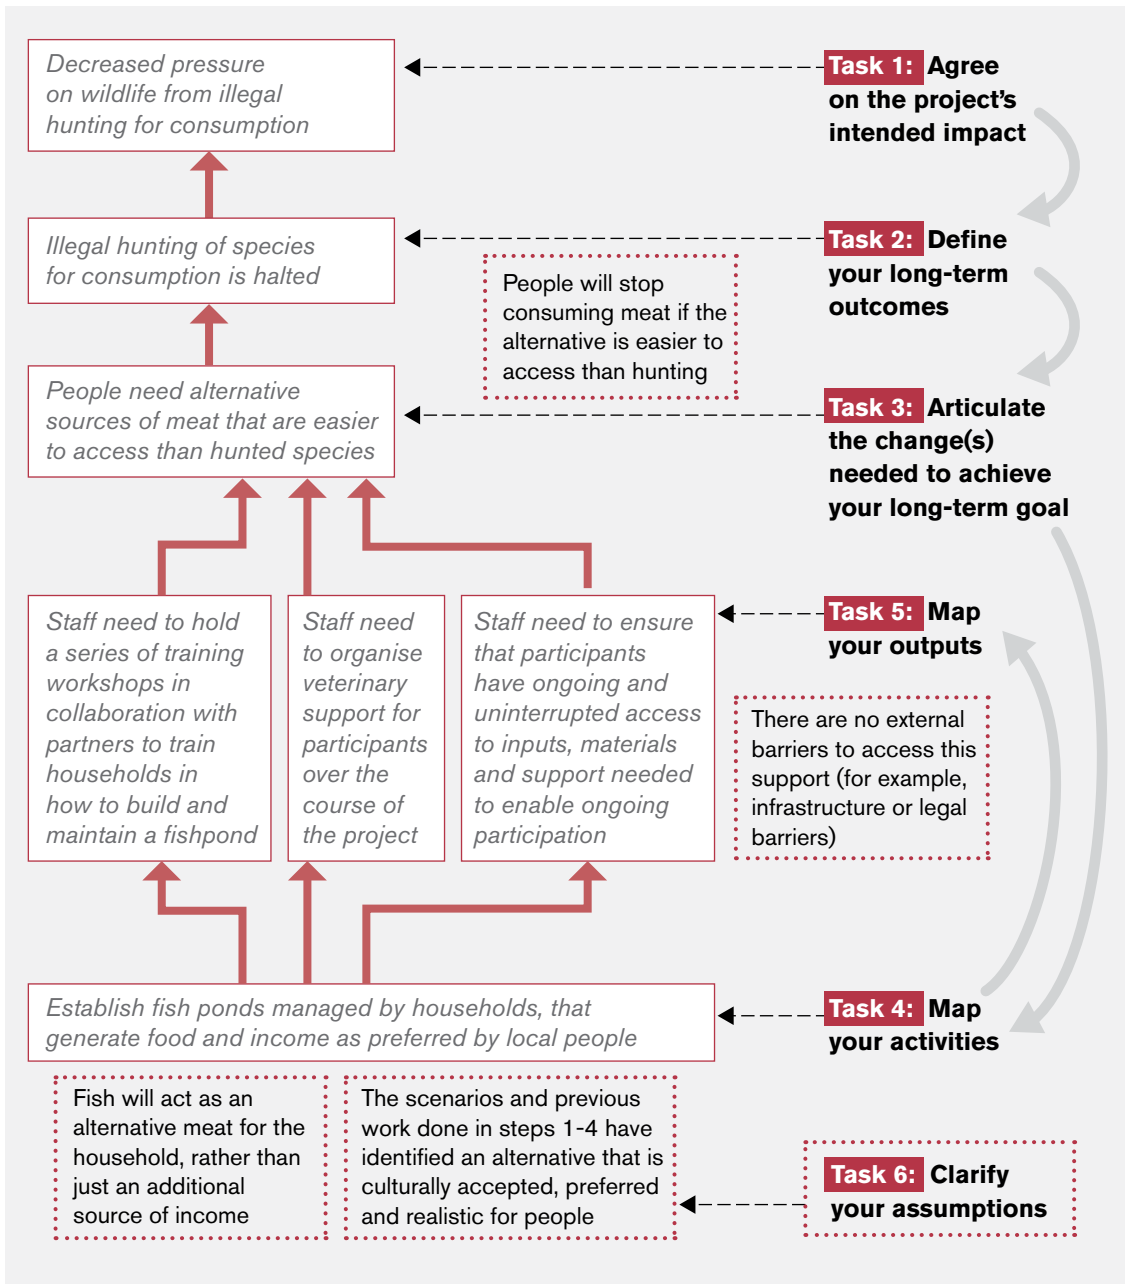 Decreased pressure
on wildlife from illegal
hunting for consumption
Task 1: Agree
on the project's
intended impact
Illegal hunting of species
for consumption is halted
Task 2: Define
your long-term
outcomes
People will stop
consuming meat if the
alternative is easier to
access than hunting
People need alternative
sources of meat that are easier
to access than hunted species
Task 3: Articulate
the change(s)
needed to achieve
your long-term goal
Staff need to hold
a series of training
workshops in
collaboration with
partners to train
households in
how to build and
maintain a fishpond
Staff need
to organise
veterinary
support for
participants
over the
course of
the project
Staff need to ensure
that participants
have ongoing and
uninterrupted access
to inputs, materials
and support needed
to enable ongoing
participation
Task 5: Map
your outputs
There are no external
barriers to access this
support (for example,
infrastructure or legal
barriers)
Establish fish ponds managed by households, that
generate food and income as preferred by local people
Task 4: Map
your activities
Fish will act as an
alternative meat for the
household, rather than
just an additional
source of income
The scenarios and previous
work done in steps 1-4 have
identified an alternative that is
culturally accepted, preferred
and realistic for people
Task 6: Clarify
your assumptions